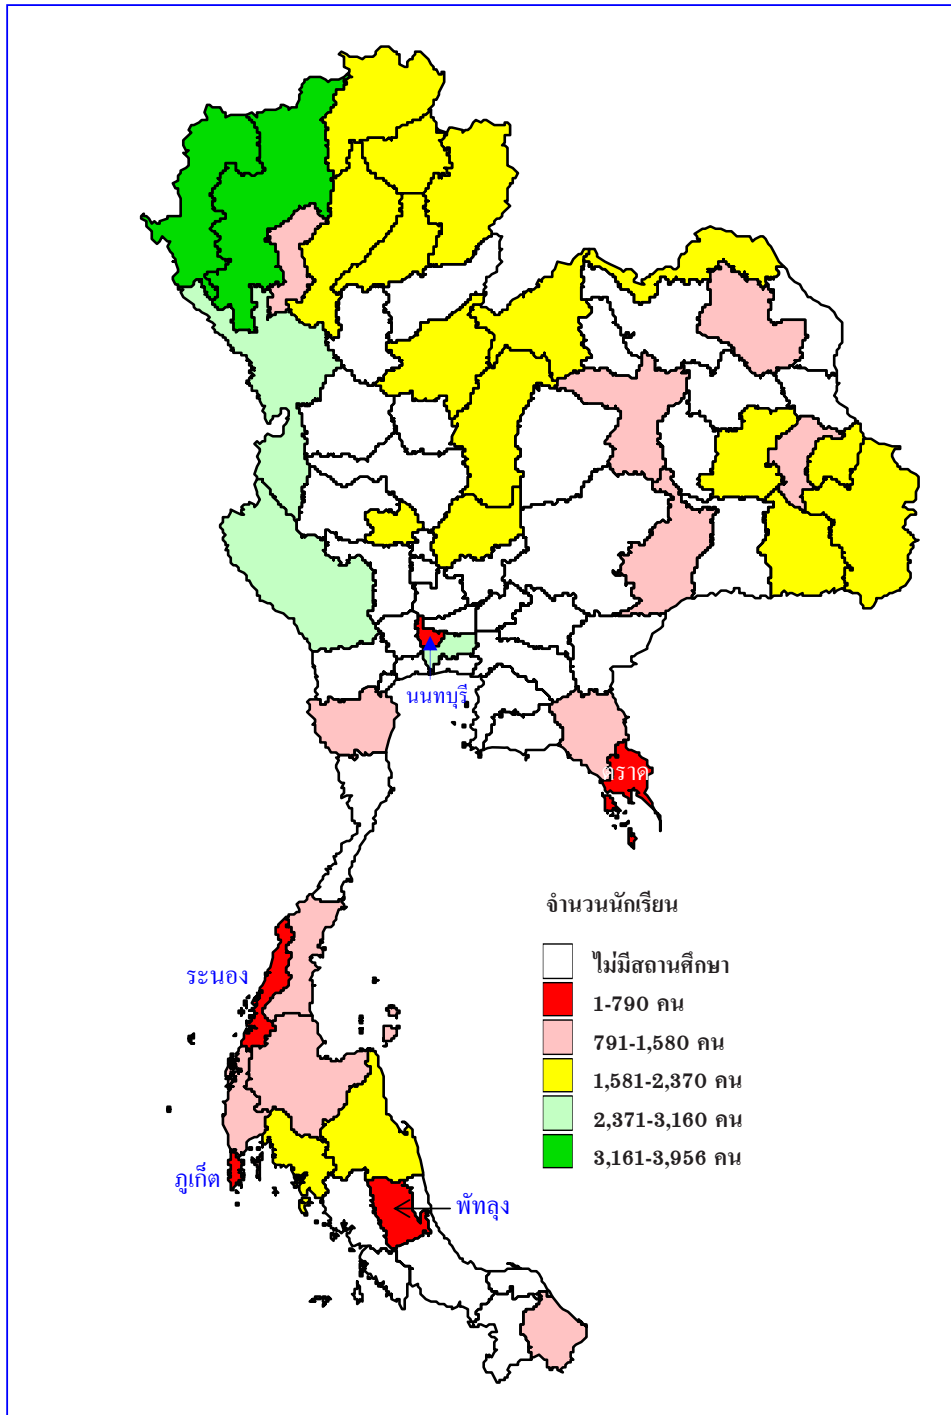 นนทบุรี
ตราด
จำนวนนักเรียน
ระนอง
ไม่มีสถานศึกษา
1-790 คน
791-1,580 คน
1,581-2,370 คน
2,371-3,160 คน
3,161-3,956 คน
ภูเก็ต
พัทลุง